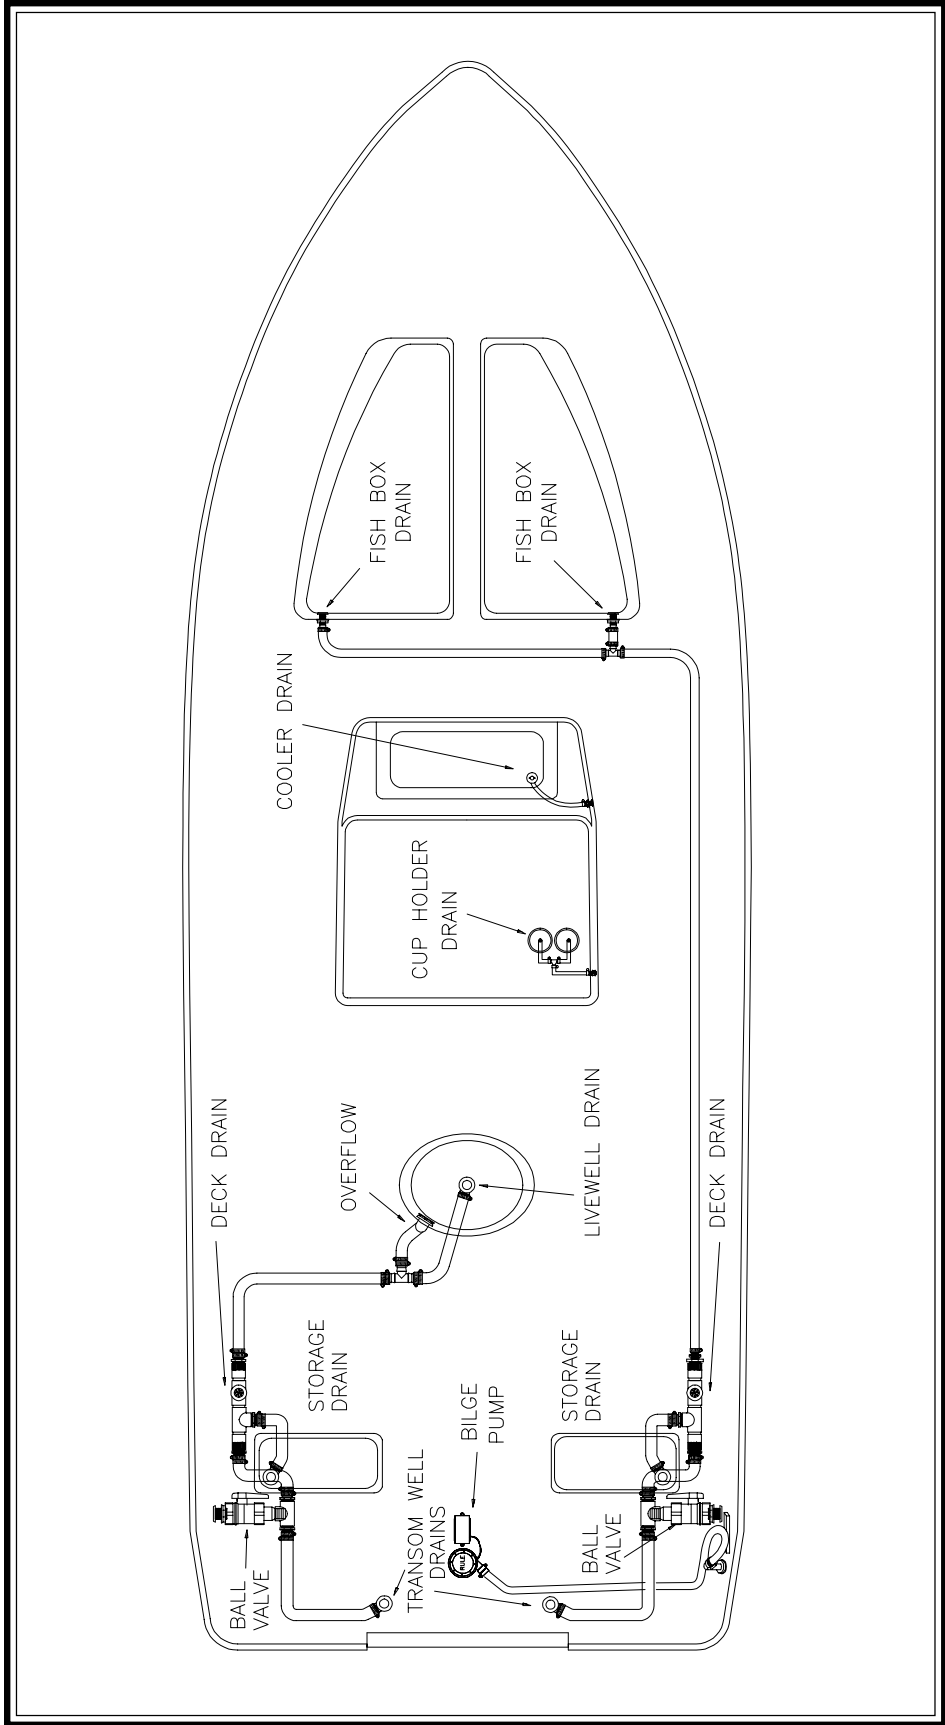 FISH BOX
DRAIN
FISH BOX
DRAIN
COOLER DRAIN
CUP HOLDER
DRAIN
DECK DRAIN
OVERFLOW
LIVEWELL DRAIN
DECK DRAIN
STORAGE
DRAIN
STORAGE
DRAIN
BILGE
PUMP
TRANSOM WELL
DRAINS
RULE
BALL
VALVE
BALL
VALVE